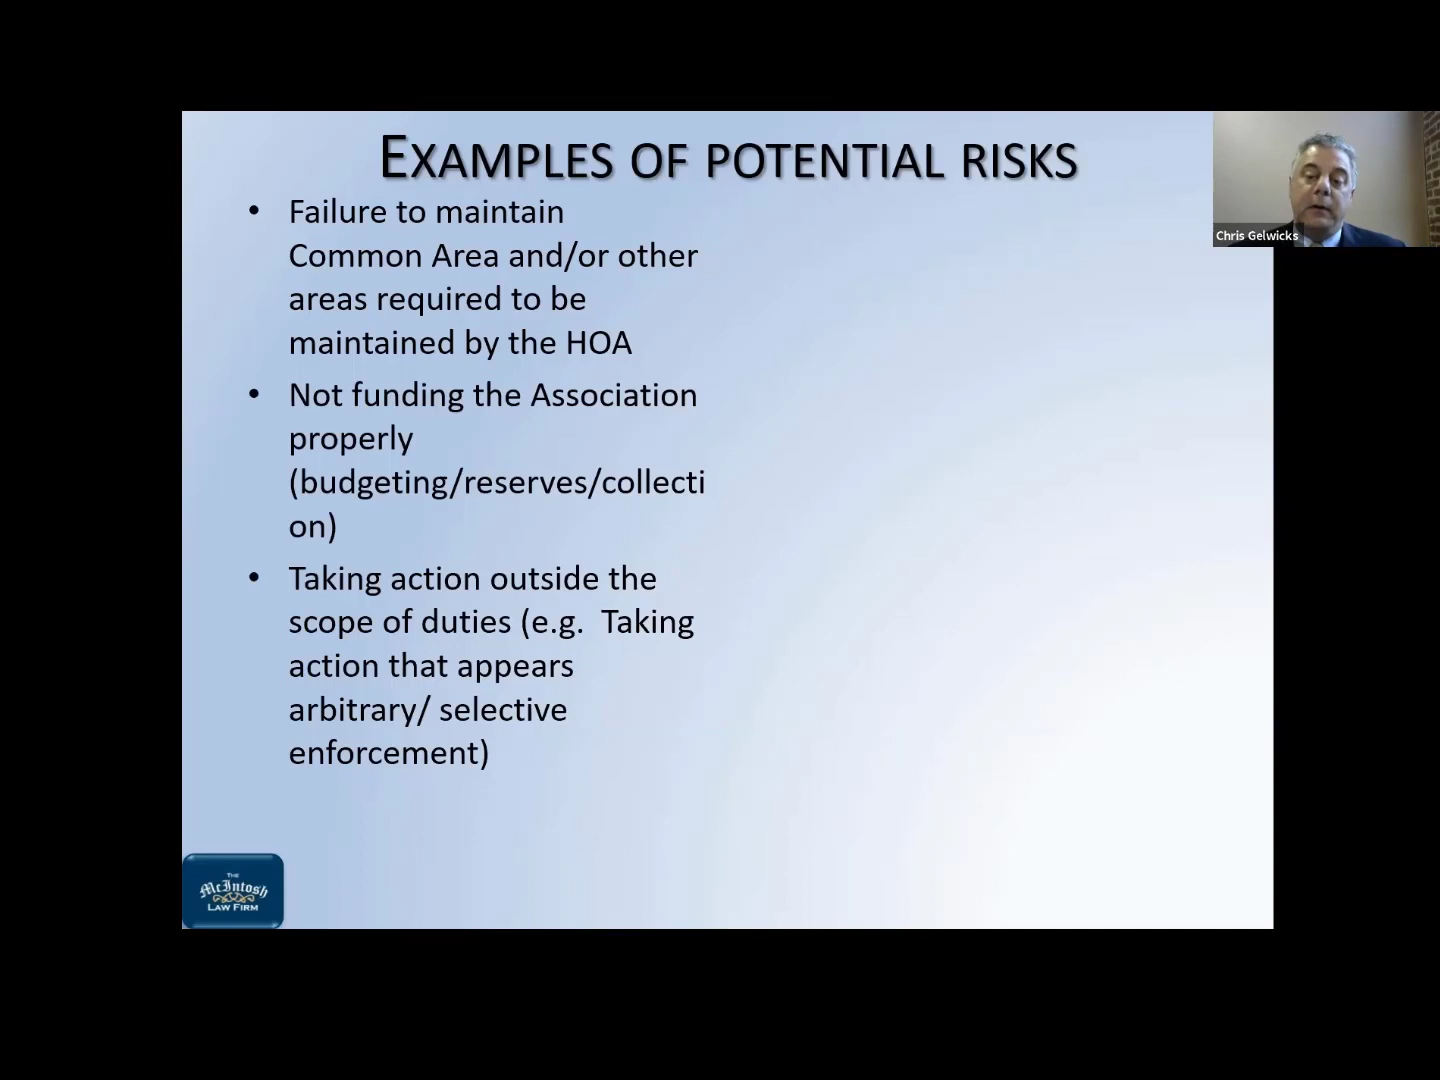 EXAMPLES OF POTENTIAL RISKS
• Failure to maintain
Common Area and/or other
areas required to be
maintained by the HOA
• Not funding the Association
properly
(budgeting/reserves/collecti
on)
• Taking action outside the
scope of duties (e.g.  Taking
action that appears
arbitrary/ selective
enforcement)
Chris Gelwicks
THE
McIntosh
LAW FIRM